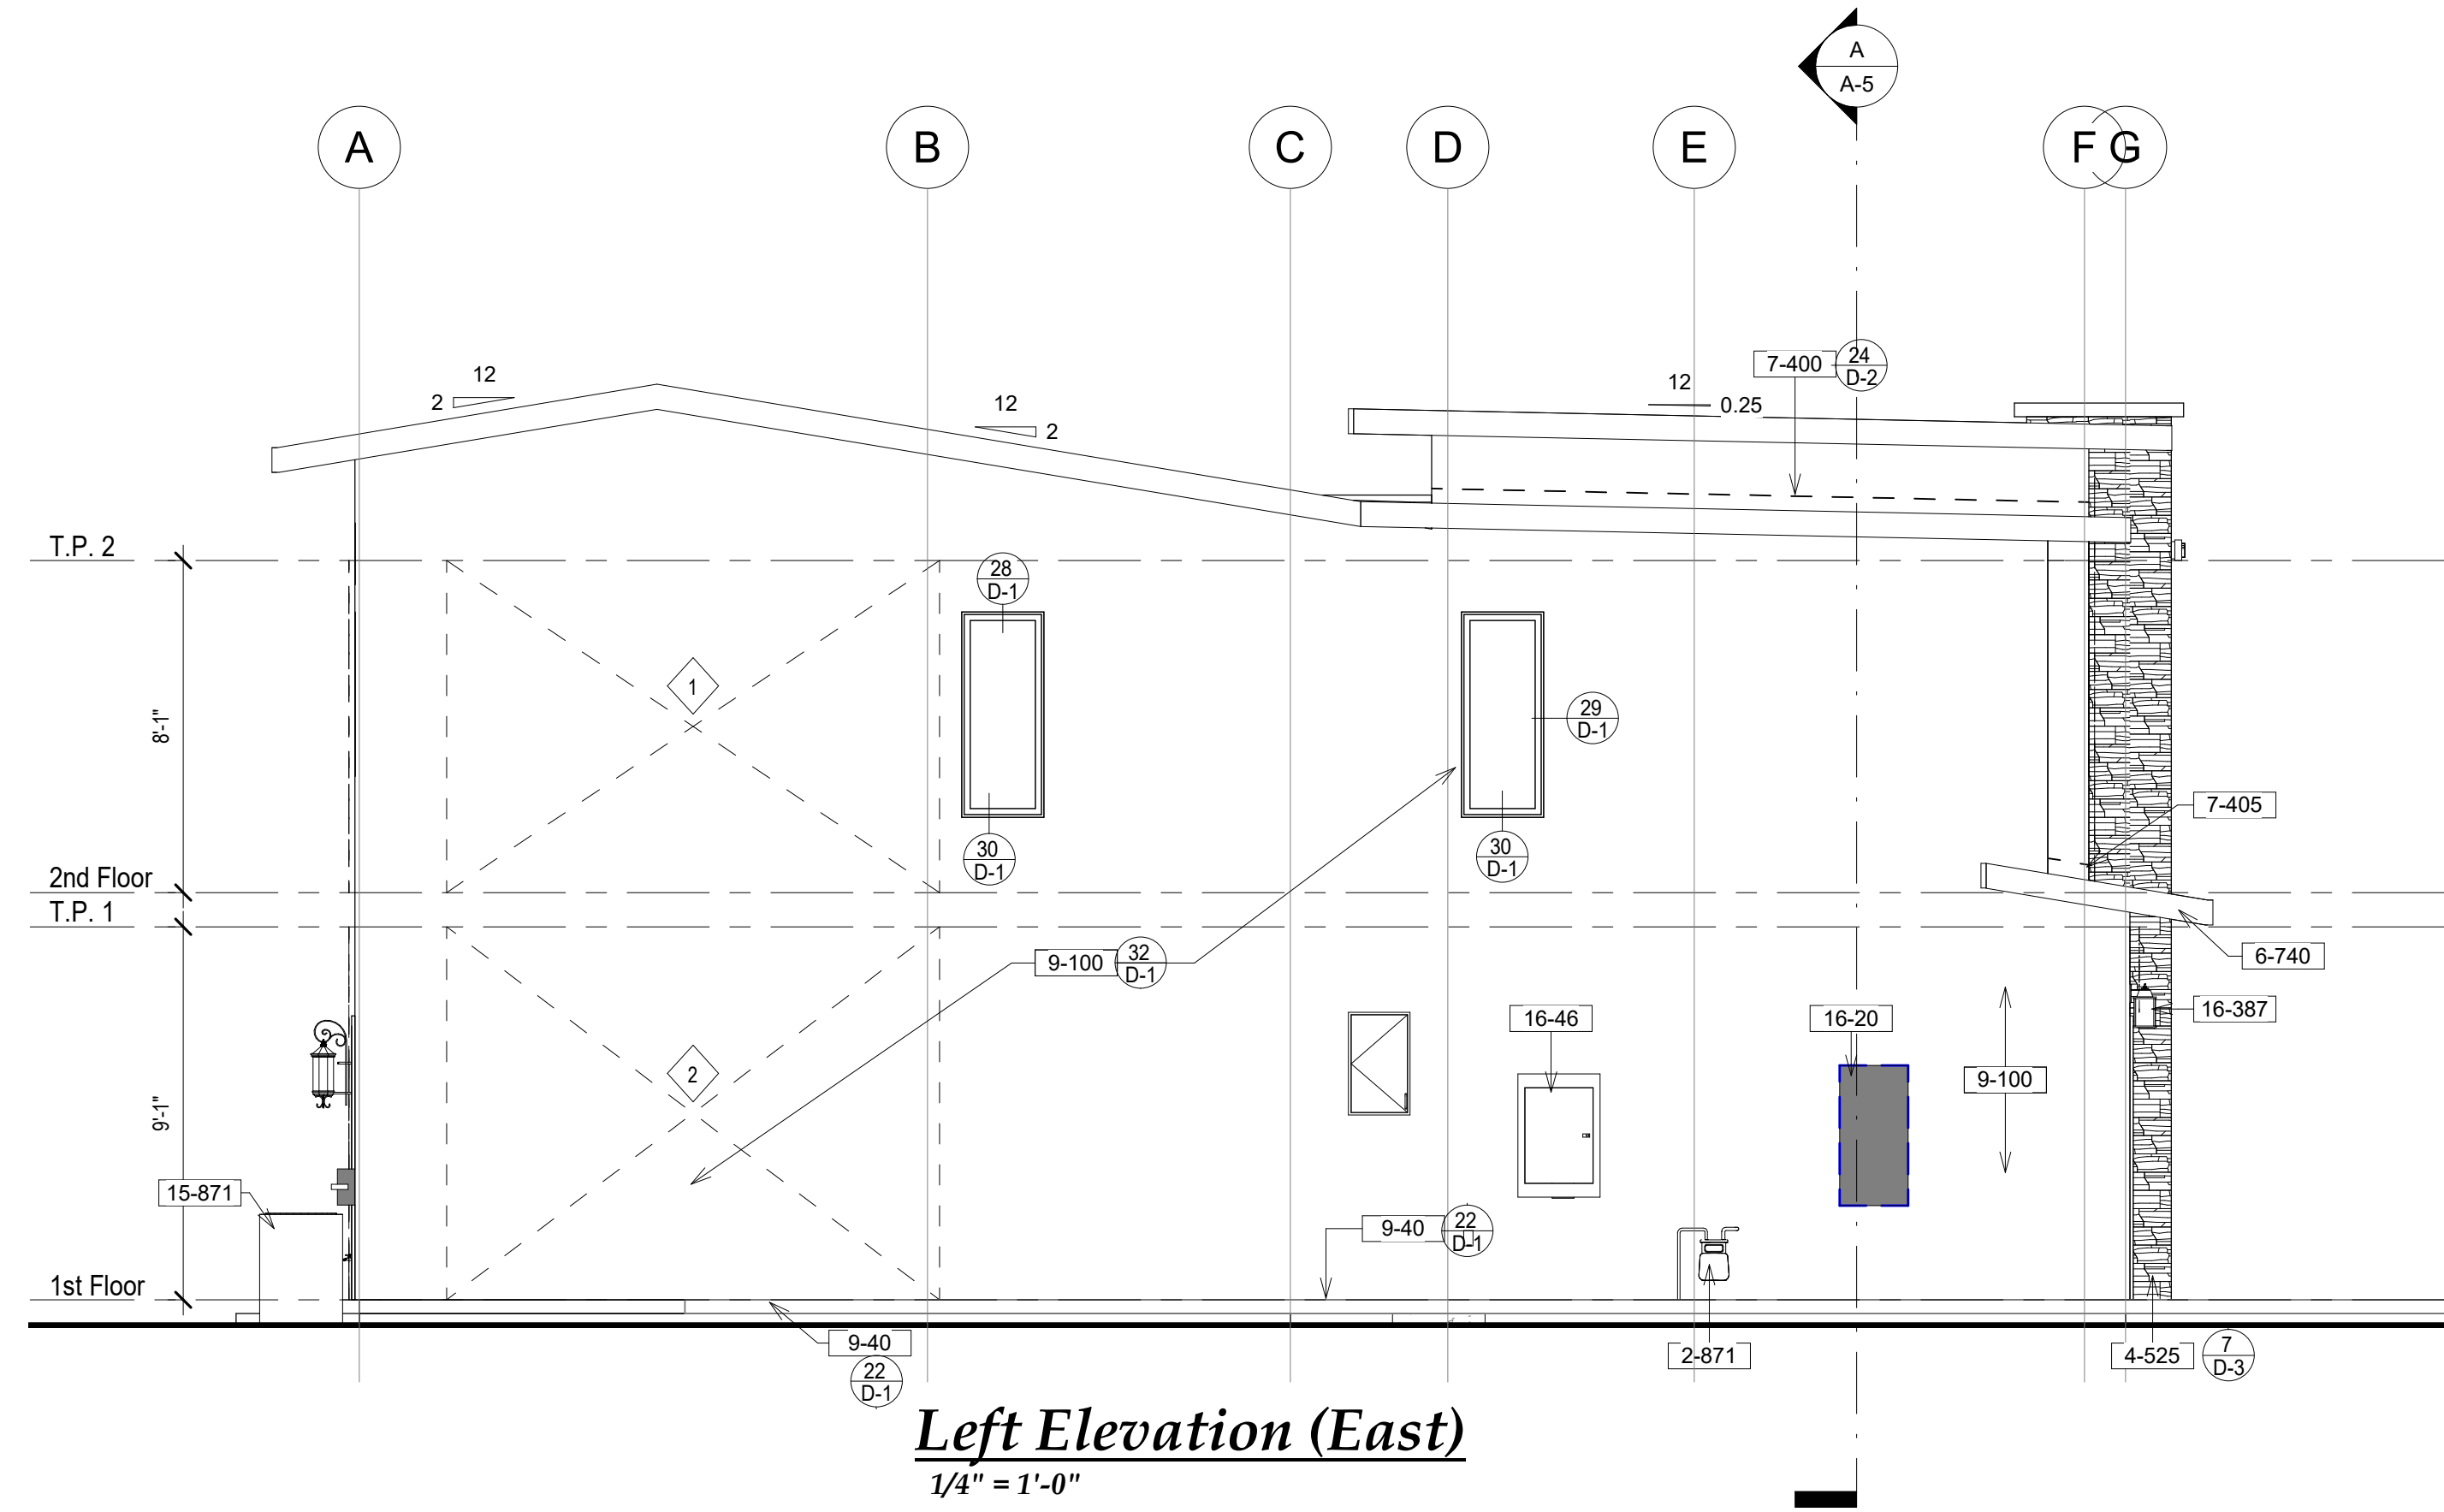 A
A-5
A
B
C
D
E
F
G
7-400
24
D-2
12
2
12
2
12
0.25
T.P. 2
28
D-1
1
8'-1"
29
D-1
30
D-1
30
D-1
7-405
2nd Floor
T.P. 1
9-100
32
D-1
6-740
16-46
16-20
16-387
2
9-100
9'-1"
15-871
9-40
22
D-1
1st Floor
9-40
22
D-1
2-871
4-525
7
D-3
Left Elevation (East)
1/4" = 1'-0"